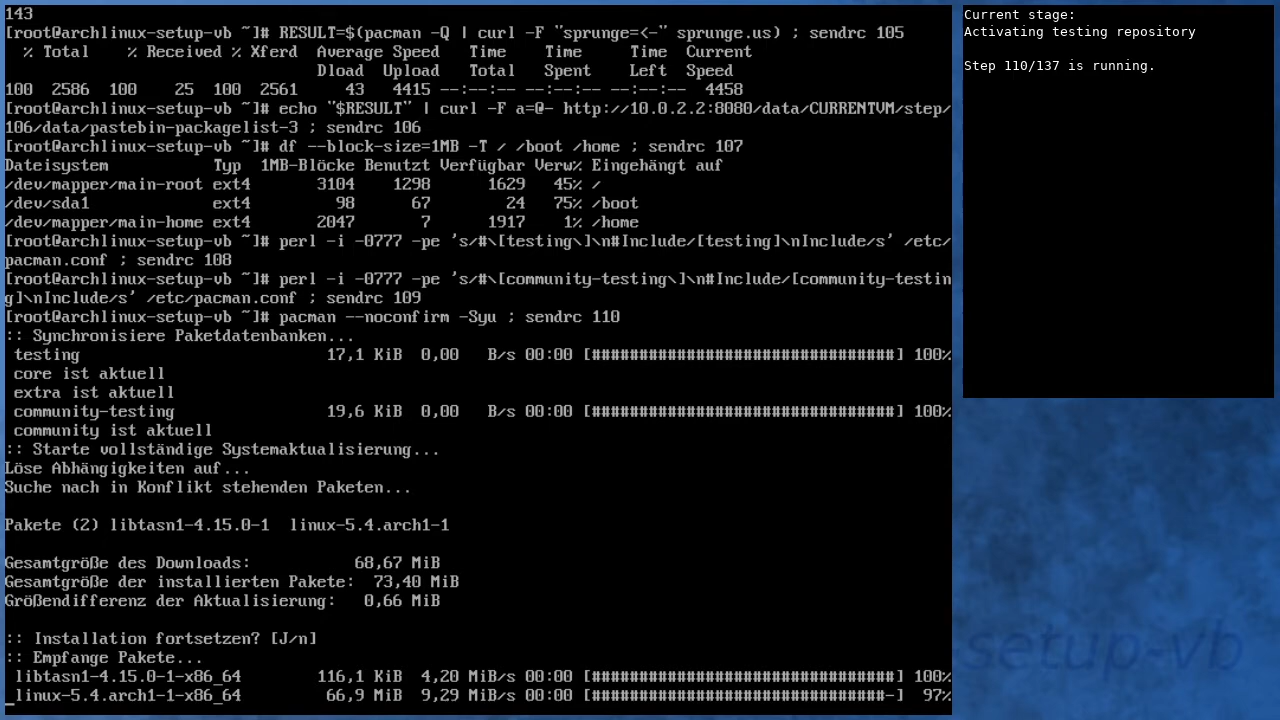 143
[root@archlinux-setup-vb ~]# RESULT=$(pacman -Q | curl -F "sprunge=<-" sprunge.us) ; sendrc 105
  % Total    % Received % Xferd  Average Speed   Time    Time     Time  Current
                                 Dload  Upload   Total   Spent    Left  Speed
100  2586  100    25  100  2561     43   4415 --:--:-- --:--:-- --:--:--  4458
[root@archlinux-setup-vb ~]# echo "$RESULT" | curl -F a=@- http://10.0.2.2:8080/data/CURRENTVM/step/
106/data/pastebin-packagelist-3 ; sendrc 106
[root@archlinux-setup-vb ~]# df --block-size=1MB -T / /boot /home ; sendrc 107
Dateisystem           Typ  1MB-Blöcke Benutzt Verfügbar Verw% Eingehängt auf
/dev/mapper/main-root ext4       3104    1298      1629   45% /
/dev/sda1             ext4         98      67        24   75% /boot
/dev/mapper/main-home ext4       2047       7      1917    1% /home
[root@archlinux-setup-vb ~]# perl -i -0777 -pe 's/#\[testing\]\n#Include/[testing]\nInclude/s' /etc/
pacman.conf ; sendrc 108
[root@archlinux-setup-vb ~]# perl -i -0777 -pe 's/#\[community-testing\]\n#Include/[community-testin
g]\nInclude/s' /etc/pacman.conf ; sendrc 109
[root@archlinux-setup-vb ~]# pacman --noconfirm -Syu ; sendrc 110
:: Synchronisiere Paketdatenbanken...
 testing                          17,1 KiB  0,00   B/s 00:00 [################################] 100%
 core ist aktuell
 extra ist aktuell
 community-testing                19,6 KiB  0,00   B/s 00:00 [################################] 100%
 community ist aktuell
:: Starte vollständige Systemaktualisierung...
Löse Abhängigkeiten auf...
Suche nach in Konflikt stehenden Paketen...
Pakete (2) libtasn1-4.15.0-1  linux-5.4.arch1-1
Gesamtgröße des Downloads:           68,67 MiB
Gesamtgröße der installierten Pakete:  73,40 MiB
Größendifferenz der Aktualisierung:   0,66 MiB
:: Installation fortsetzen? [J/n]
:: Empfange Pakete...
 libtasn1-4.15.0-1-x86_64        116,1 KiB  4,20 MiB/s 00:00 [################################] 100%
 linux-5.4.arch1-1-x86_64         66,9 MiB  9,29 MiB/s 00:00 [###############################-]  97%
Current stage:
Activating testing repository
Step 110/137 is running.
setup-vb